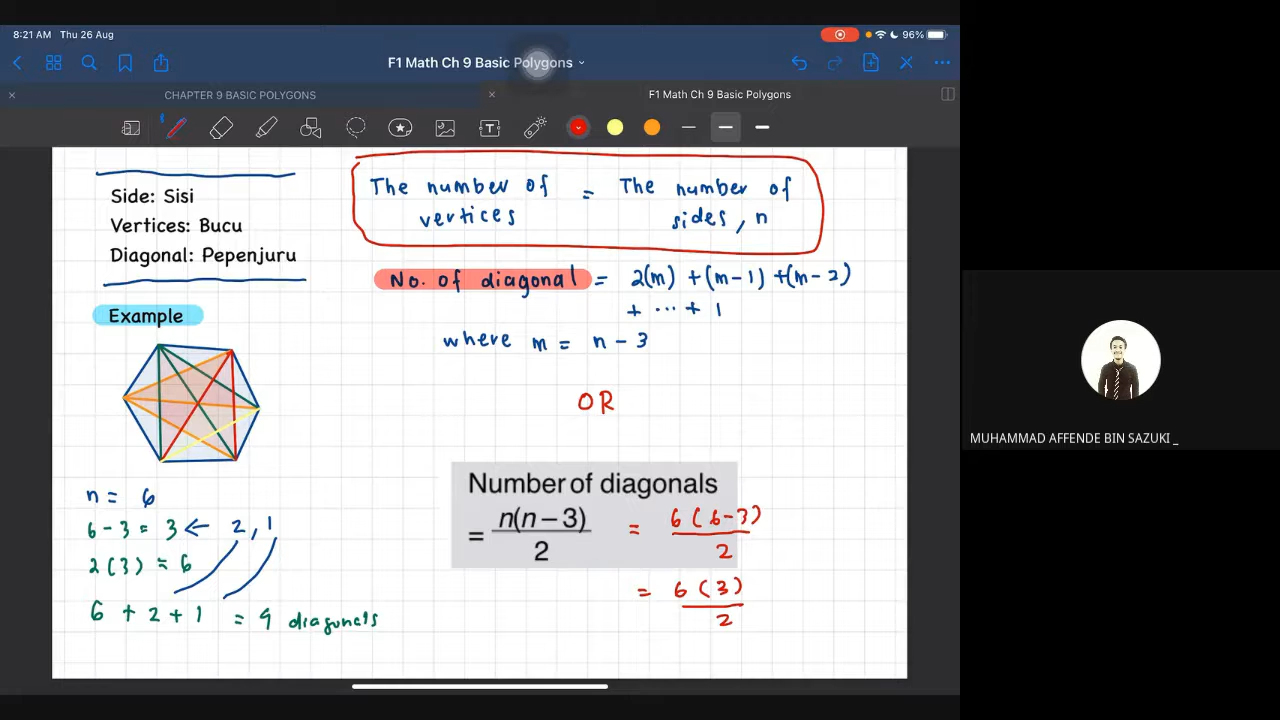 8:21 AM Thu 26 Aug
96%
F1 Math Ch 9 Basic Polygons
CHAPTER 9 BASIC POLYGONS
F1 Math Ch 9 Basic Polygons
Side: Sisi
Vertices: Bucu
Diagonal: Pepenjuru
The number of vertices = The number of sides, n
No. of diagonal = 2(m) + (m-1) + (m-2)
+ ... + 1
where m = n - 3
Example
OR
n = 6
6 - 3 = 3 ← 2, 1
2(3) = 6
6 + 2 + 1 = 9 diagonals
Number of diagonals
= n(n – 3)/2 = 6(6-3)/2
= 6(3)/2
MUHAMMAD AFFENDE BIN SAZUKI _